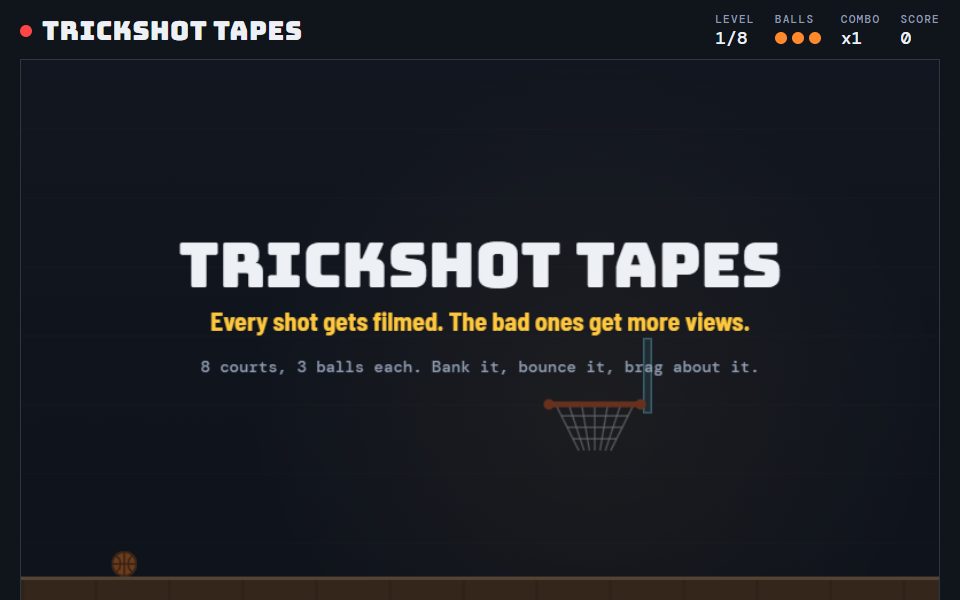 TRICKSHOT TAPES
LEVEL
1/8
BALLS
COMBO
x1
SCORE
0
TRICKSHOT TAPES
Every shot gets filmed. The bad ones get more views.
8 courts, 3 balls each. Bank it, bounce it, brag about it.